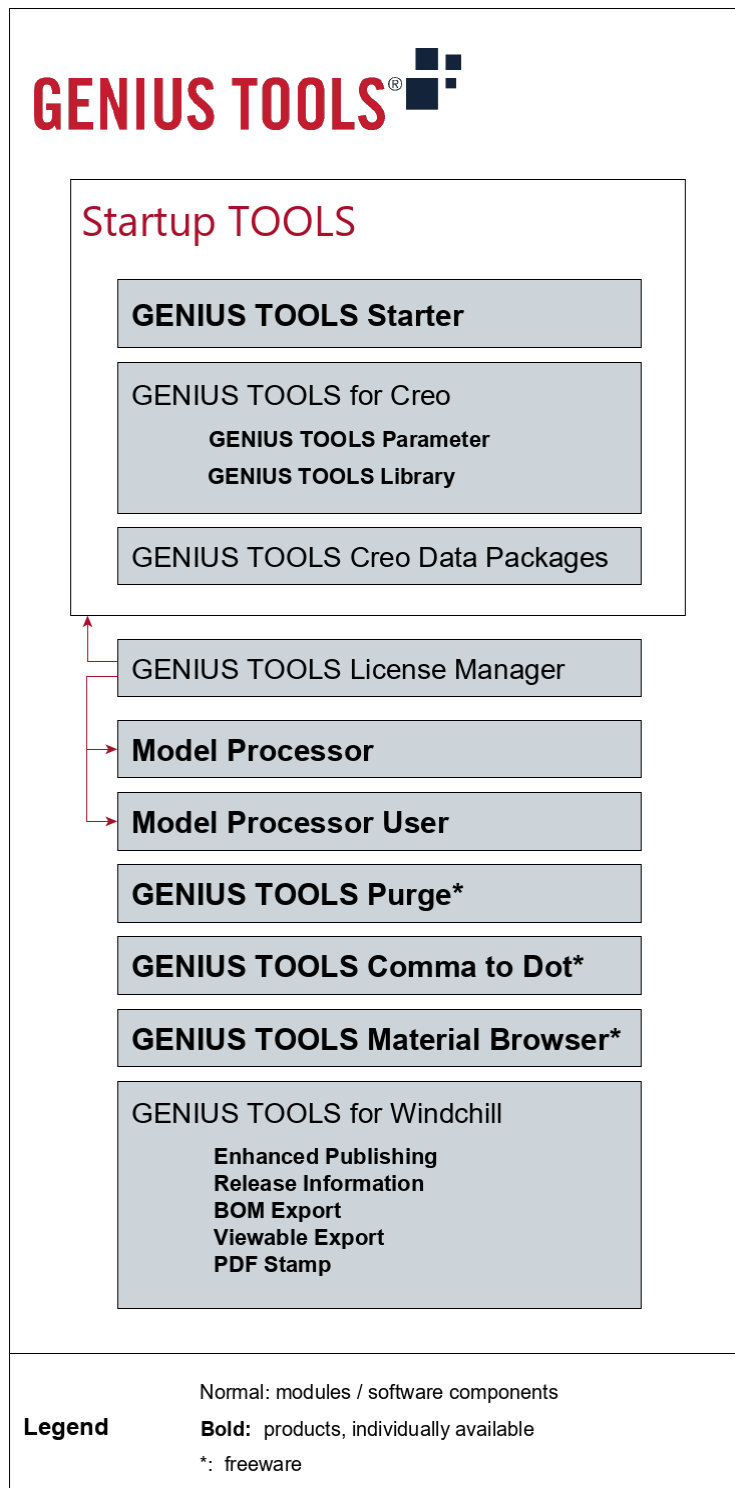 GENIUS TOOLS®
Startup TOOLS
GENIUS TOOLS Starter
GENIUS TOOLS for Creo
GENIUS TOOLS Parameter
GENIUS TOOLS Library
GENIUS TOOLS Creo Data Packages
GENIUS TOOLS License Manager
Model Processor
Model Processor User
GENIUS TOOLS Purge*
GENIUS TOOLS Comma to Dot*
GENIUS TOOLS Material Browser*
GENIUS TOOLS for Windchill
Enhanced Publishing
Release Information
BOM Export
Viewable Export
PDF Stamp
Legend
Normal: modules / software components
Bold: products, individually available
*: freeware